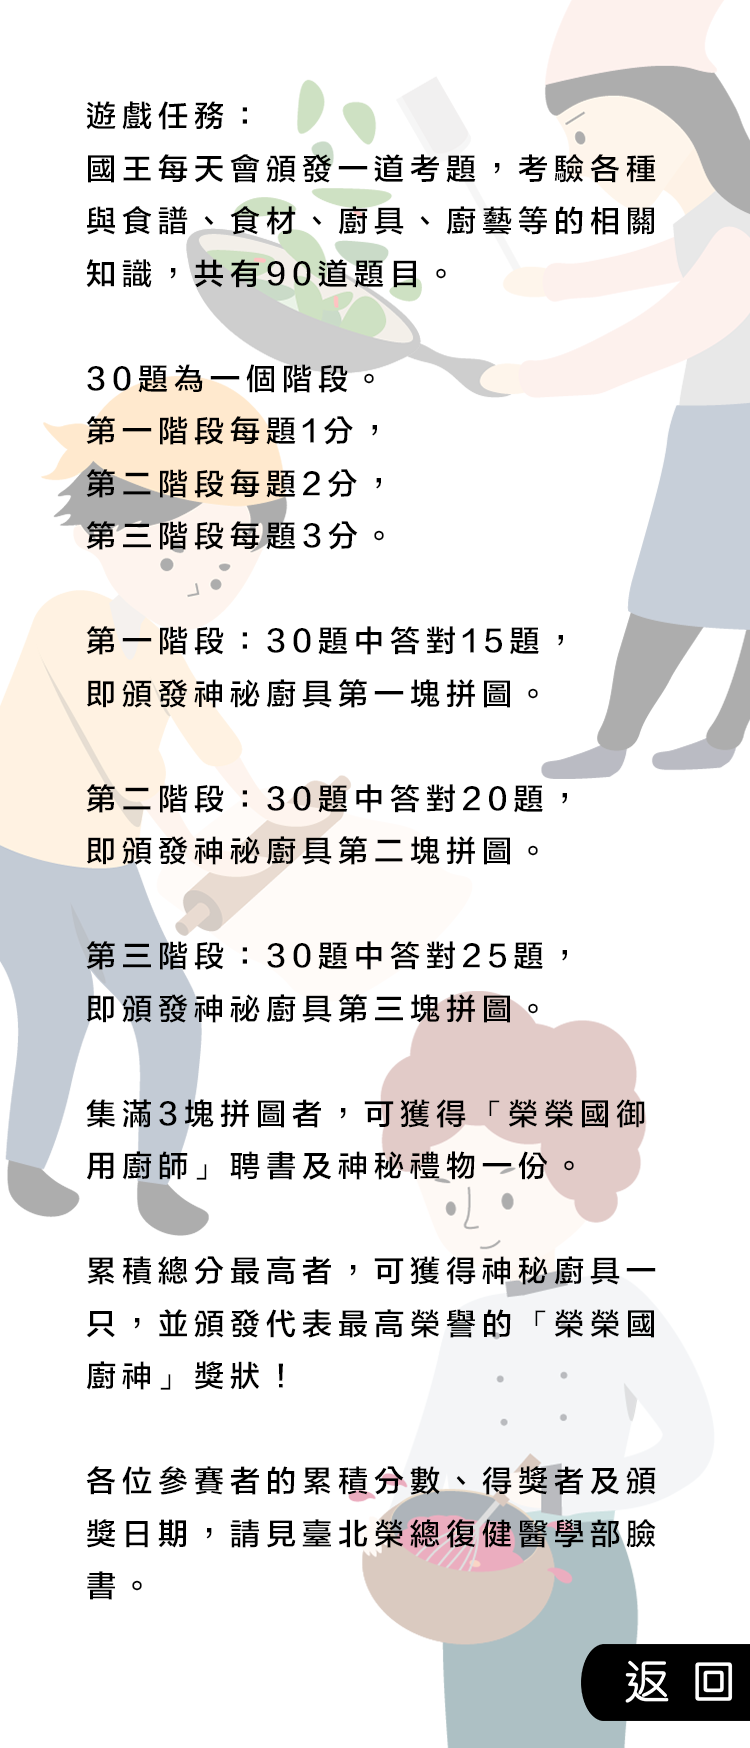 遊戲任務：
國王每天會頒發一道考題，考驗各種
與食譜、食材、廚具、廚藝等的相關
知識，共有90道題目。
30題為一個階段。
第一階段每題1分，
第二階段每題2分，
第三階段每題3分。
第一階段：30題中答對15題，
即頒發神祕廚具第一塊拼圖。
第二階段：30題中答對20題，
即頒發神祕廚具第二塊拼圖。
第三階段：30題中答對25題，
即頒發神祕廚具第三塊拼圖。
集滿3塊拼圖者，可獲得「榮榮國御
用廚師」聘書及神秘禮物一份。
累積總分最高者，可獲得神秘廚具一
只，並頒發代表最高榮譽的「榮榮國
廚神」獎狀！
各位參賽者的累積分數、得獎者及頒
獎日期，請見臺北榮總復健醫學部臉
書。
返回